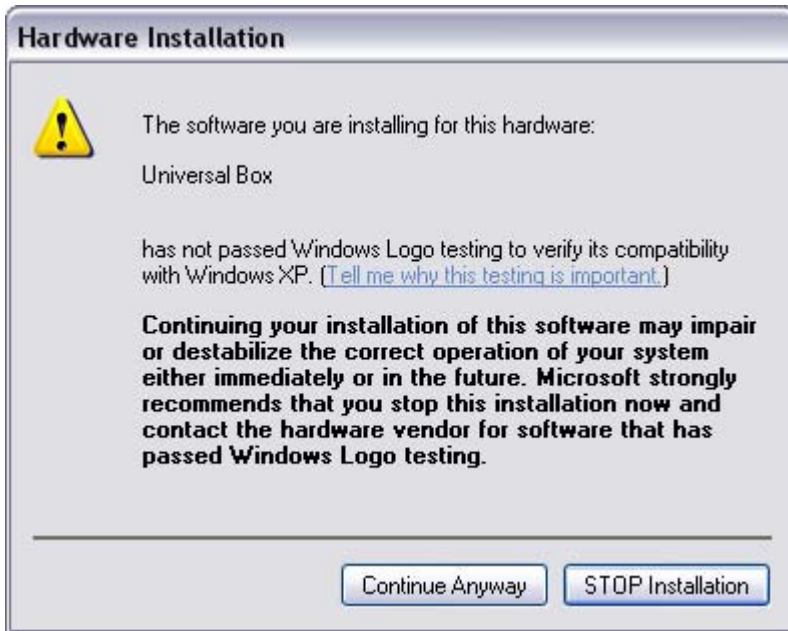 Hardware Installation
The software you are installing for this hardware:
Universal Box
has not passed Windows Logo testing to verify its compatibility
with Windows XP. (Tell me why this testing is important.)
Continuing your installation of this software may impair
or destabilize the correct operation of your system
either immediately or in the future. Microsoft strongly
recommends that you stop this installation now and
contact the hardware vendor for software that has
passed Windows Logo testing.
Continue Anyway
STOP Installation